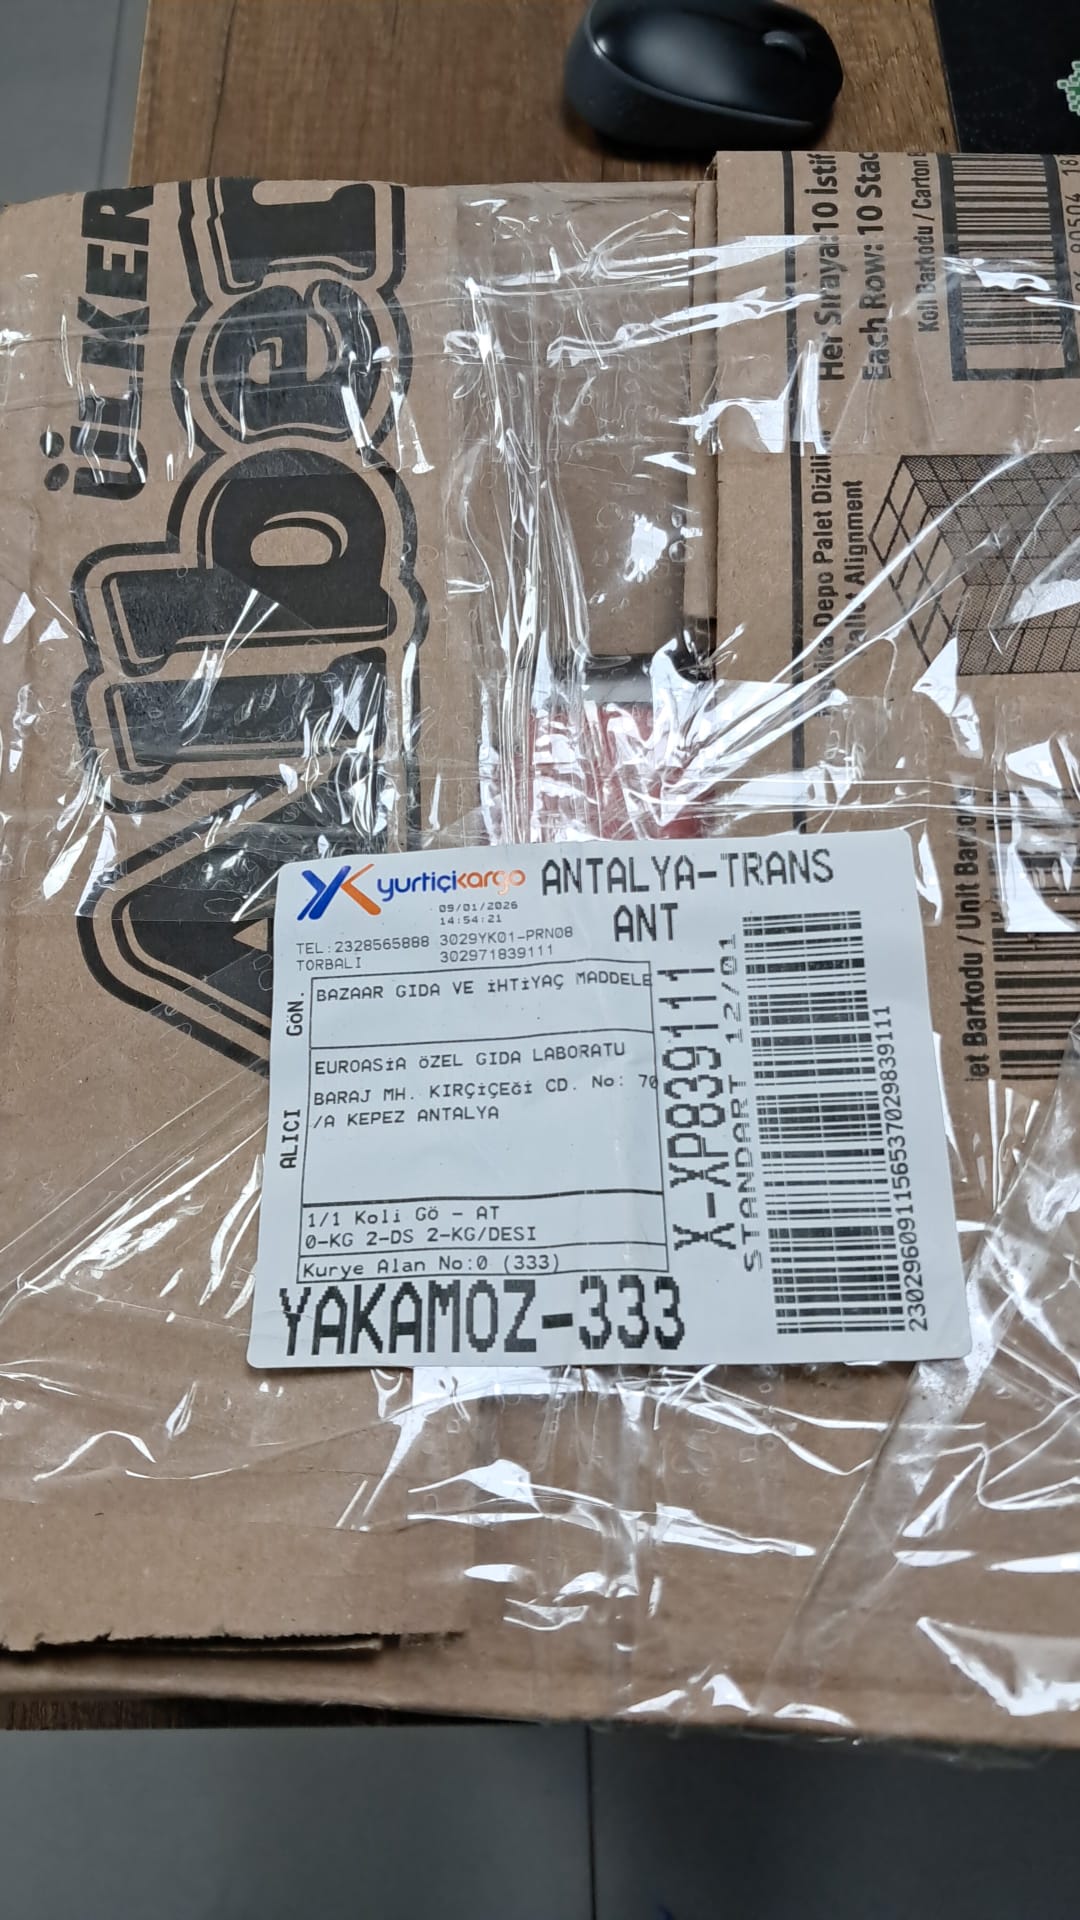 ÜLKER
Albeni
Her Sıraya:10 İstif
Each Row: 10 Stac
Koli Barkodu / Carton
Depo Palet Dizili
Pallet Alignment
Barkodu / Unit Barco
yurtiçikargo
ANTALYA-TRANS
ANT
09/01/2026
14:54:21
TEL:2328565888 3029YK01-PRN08
TORBALI 302971839111
GÖN.
BAZAAR GIDA VE İHTİYAÇ MADDELE
ALICI
EUROASİA ÖZEL GIDA LABORATU
BARAJ MH. KIRÇİÇEĞİ CD. No: 70
/A KEPEZ ANTALYA
1/1 Koli Gö - AT
0-KG 2-DS 2-KG/DESI
Kurye Alan No:0 (333)
YAKAMOZ-333
X-XP839111
STANDART 12/01
230296091156537029839111